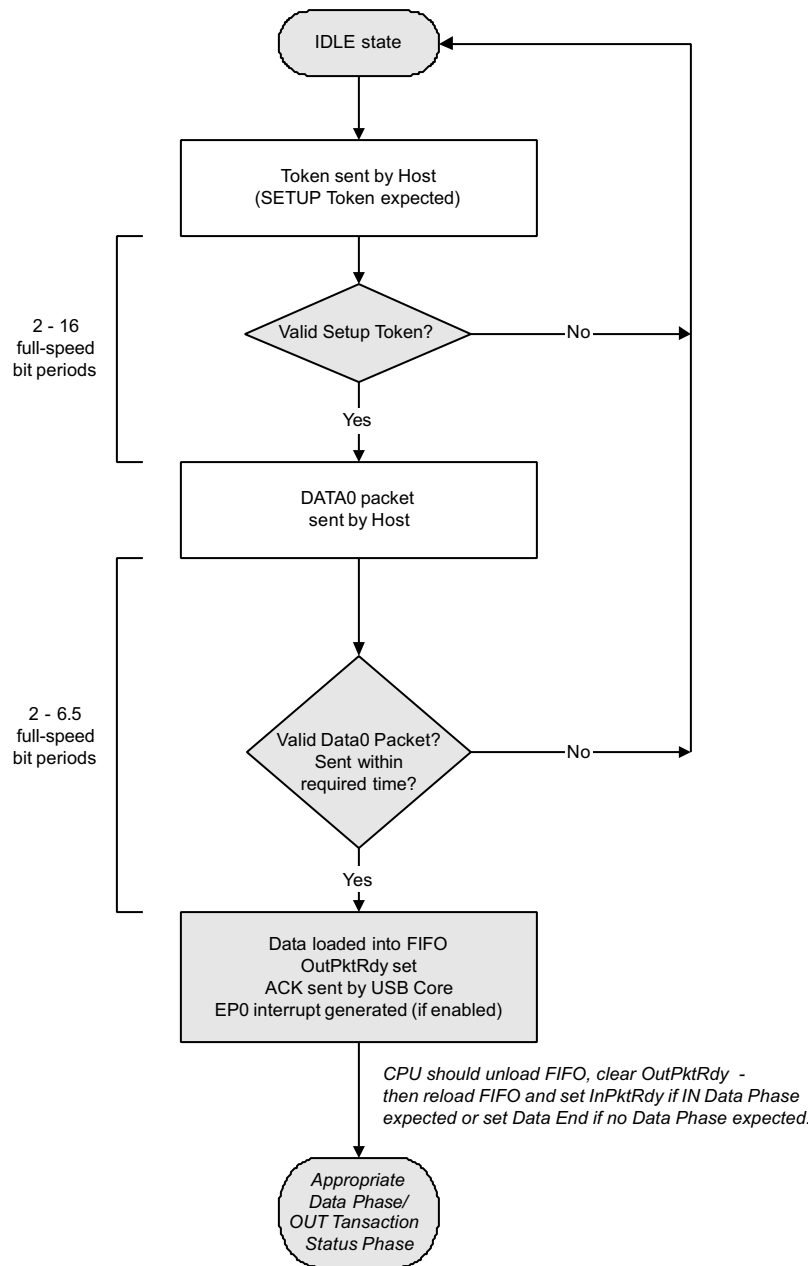 IDLE state
Token sent by Host
(SETUP Token expected)
2 - 16
full-speed
bit periods
Valid Setup Token?
No
Yes
DATA0 packet
sent by Host
2 - 6.5
full-speed
bit periods
Valid Data0 Packet?
Sent within
required time?
No
Yes
Data loaded into FIFO
OutPktRdy set
ACK sent by USB Core
EP0 interrupt generated (if enabled)
CPU should unload FIFO, clear OutPktRdy -
then reload FIFO and set InPktRdy if IN Data Phase
expected or set Data End if no Data Phase expected.
Appropriate
Data Phase/
OUT Tansaction
Status Phase